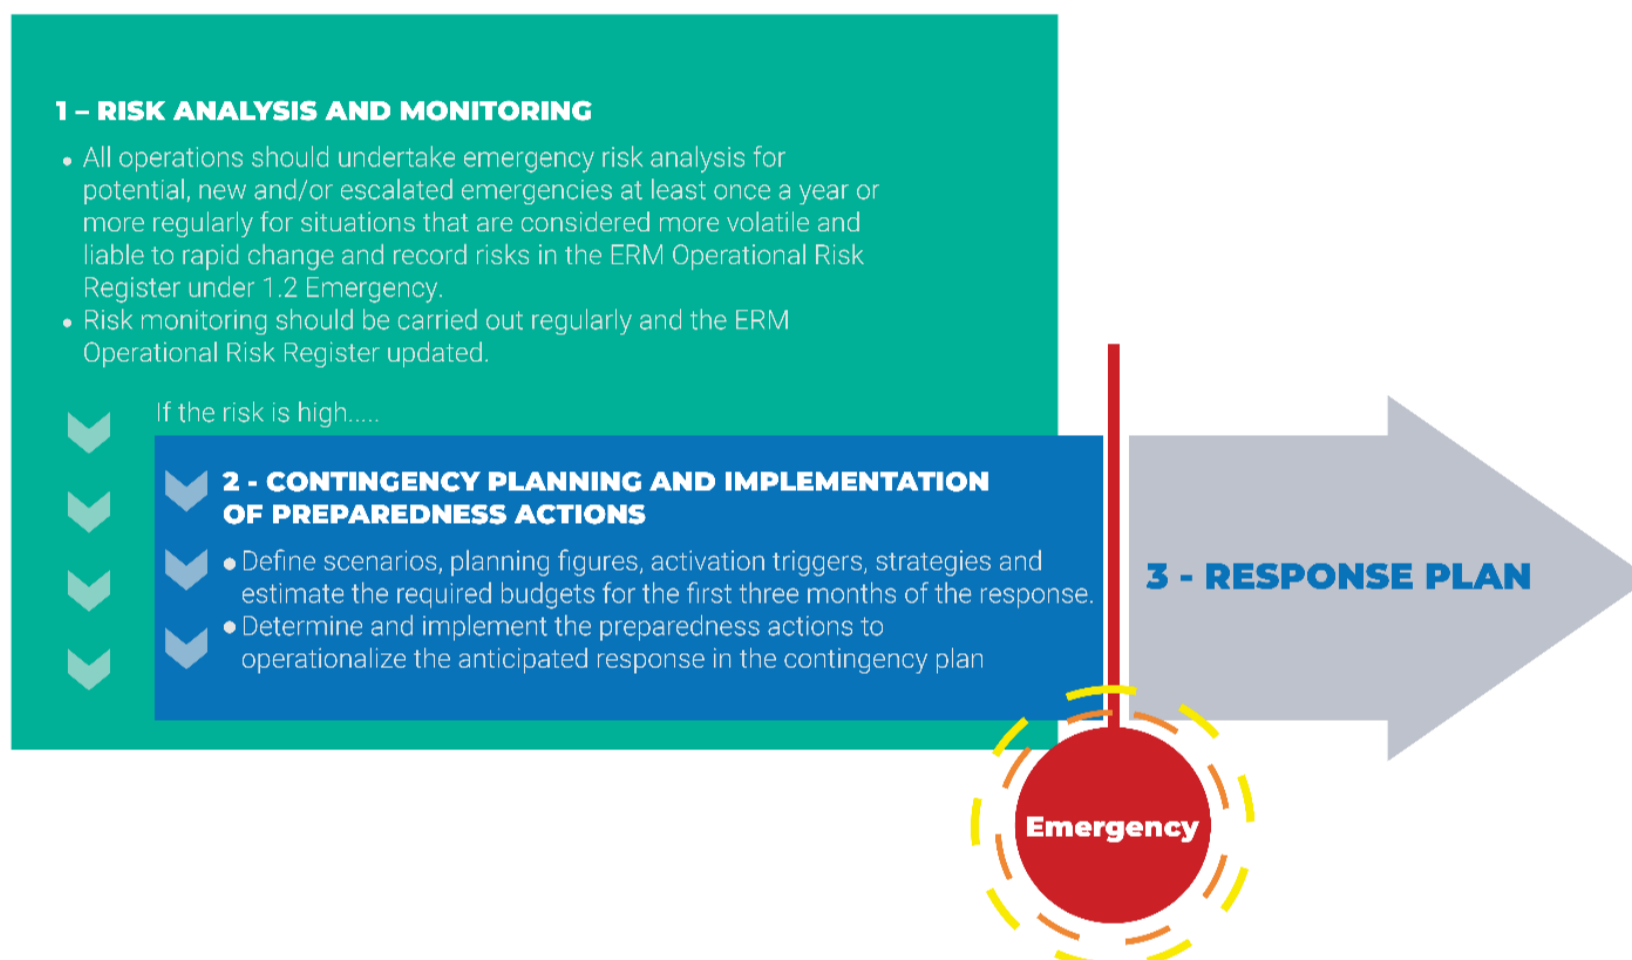 1 – RISK ANALYSIS AND MONITORING
• All operations should undertake emergency risk analysis for
potential, new and/or escalated emergencies at least once a year or
more regularly for situations that are considered more volatile and
liable to rapid change and record risks in the ERM Operational Risk
Register under 1.2 Emergency.
• Risk monitoring should be carried out regularly and the ERM
Operational Risk Register updated.
If the risk is high.....
2 - CONTINGENCY PLANNING AND IMPLEMENTATION
OF PREPAREDNESS ACTIONS
• Define scenarios, planning figures, activation triggers, strategies and
estimate the required budgets for the first three months of the response.
• Determine and implement the preparedness actions to
operationalize the anticipated response in the contingency plan
3 - RESPONSE PLAN
Emergency